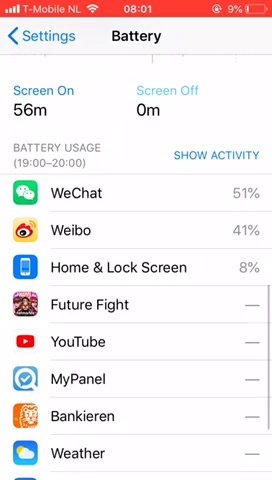 T-Mobile NL 08:01 9%
Settings Battery
Screen On Screen Off
56m 0m
BATTERY USAGE
(19:00–20:00) SHOW ACTIVITY
WeChat 51%
Weibo 41%
Home & Lock Screen 8%
Future Fight —
YouTube —
MyPanel —
Bankieren —
Weather —